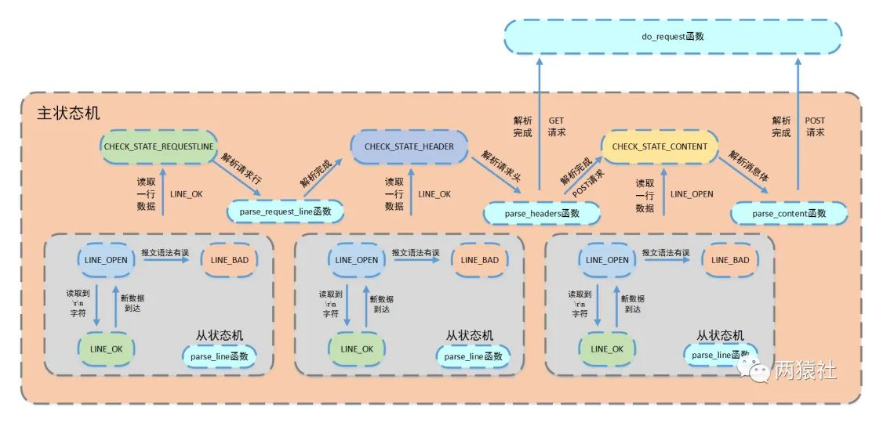 do_request函数
主状态机
解析
完成
GET
请求
解析
完成
POST
请求
CHECK_STATE_REQUESTLINE
解析请求行
解析完成
CHECK_STATE_HEADER
解析请求头
解析完成
POST请求
CHECK_STATE_CONTENT
解析消息体
读取
一行
数据
LINE_OK
parse_request_line函数
读取
一行
数据
LINE_OK
parse_headers函数
读取
一行
数据
LINE_OPEN
parse_content函数
LINE_OPEN
报文语法有误
LINE_BAD
读取到
\r\n
字符
新数据
到达
LINE_OK
从状态机
parse_line函数
LINE_OPEN
报文语法有误
LINE_BAD
读取到
\r\n
字符
新数据
到达
LINE_OK
从状态机
parse_line函数
LINE_OPEN
报文语法有误
LINE_BAD
读取到
\r\n
字符
新数据
到达
LINE_OK
从状态机
parse_line函数
两猿社